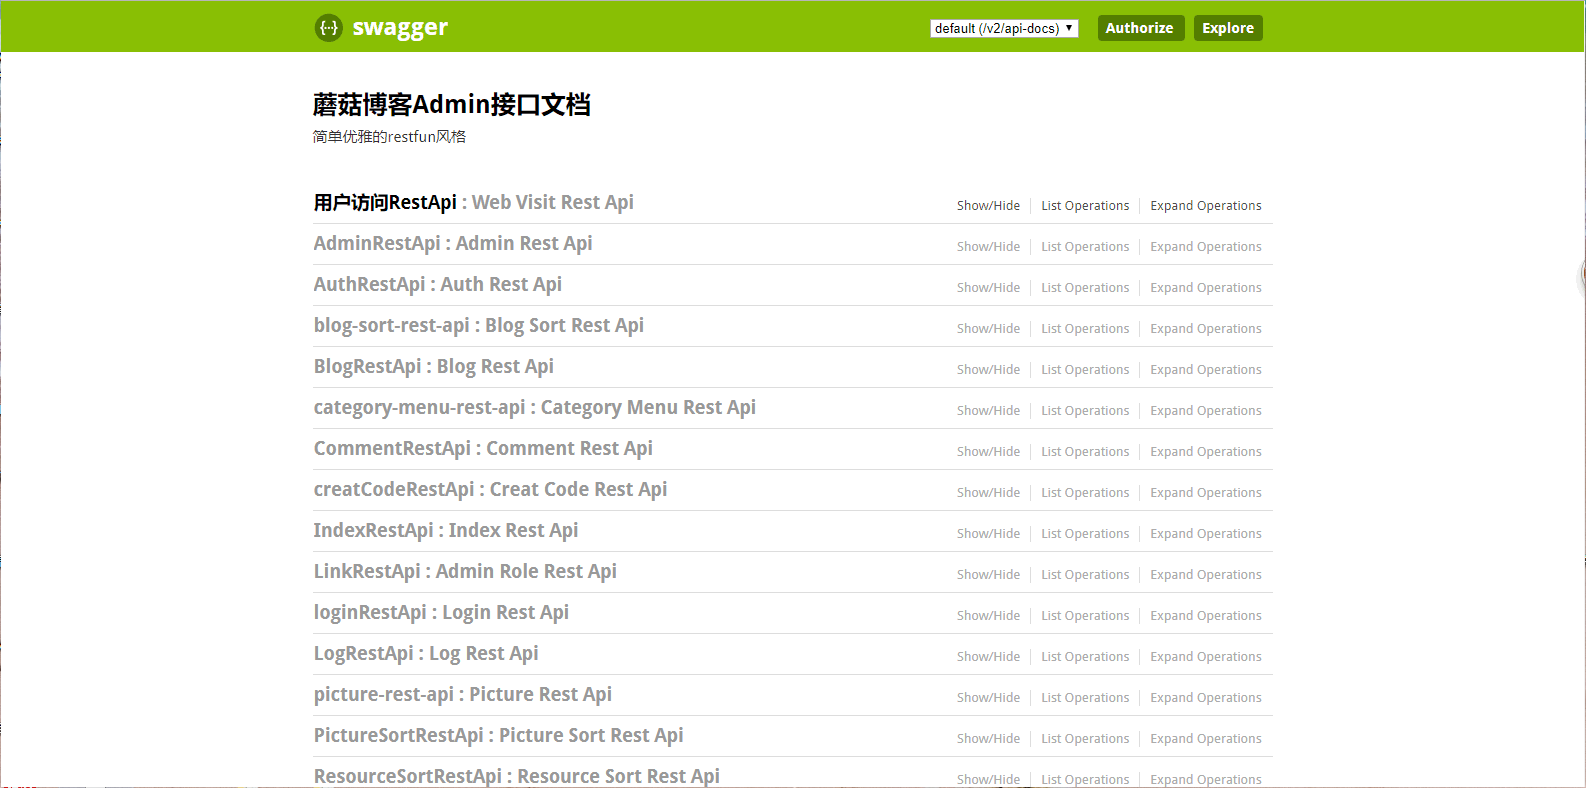 swagger
default (/v2/api-docs)
Authorize
Explore
蘑菇博客Admin接口文档
简单优雅的restfun风格
用户访问RestApi : Web Visit Rest Api
Show/Hide
List Operations
Expand Operations
AdminRestApi : Admin Rest Api
Show/Hide
List Operations
Expand Operations
AuthRestApi : Auth Rest Api
Show/Hide
List Operations
Expand Operations
blog-sort-rest-api : Blog Sort Rest Api
Show/Hide
List Operations
Expand Operations
BlogRestApi : Blog Rest Api
Show/Hide
List Operations
Expand Operations
category-menu-rest-api : Category Menu Rest Api
Show/Hide
List Operations
Expand Operations
CommentRestApi : Comment Rest Api
Show/Hide
List Operations
Expand Operations
creatCodeRestApi : Creat Code Rest Api
Show/Hide
List Operations
Expand Operations
IndexRestApi : Index Rest Api
Show/Hide
List Operations
Expand Operations
LinkRestApi : Admin Role Rest Api
Show/Hide
List Operations
Expand Operations
loginRestApi : Login Rest Api
Show/Hide
List Operations
Expand Operations
LogRestApi : Log Rest Api
Show/Hide
List Operations
Expand Operations
picture-rest-api : Picture Rest Api
Show/Hide
List Operations
Expand Operations
PictureSortRestApi : Picture Sort Rest Api
Show/Hide
List Operations
Expand Operations
ResourceSortRestApi : Resource Sort Rest Api
Show/Hide
List Operations
Expand Operations